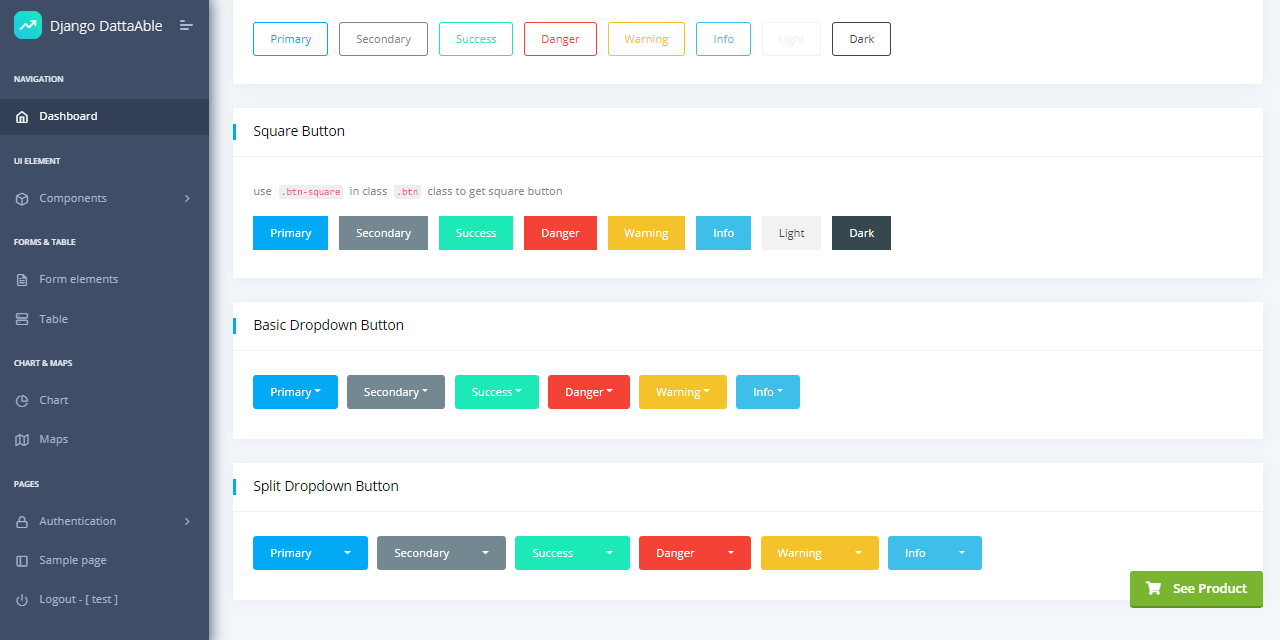 Django DattaAble
NAVIGATION
Dashboard
UI ELEMENT
Components
FORMS & TABLE
Form elements
Table
CHART & MAPS
Chart
Maps
PAGES
Authentication
Sample page
Logout - [ test ]
Primary Secondary Success Danger Warning Info Light Dark
Square Button
use .btn-square in class .btn class to get square button
Primary Secondary Success Danger Warning Info Light Dark
Basic Dropdown Button
Primary Secondary Success Danger Warning Info
Split Dropdown Button
Primary Secondary Success Danger Warning Info
See Product